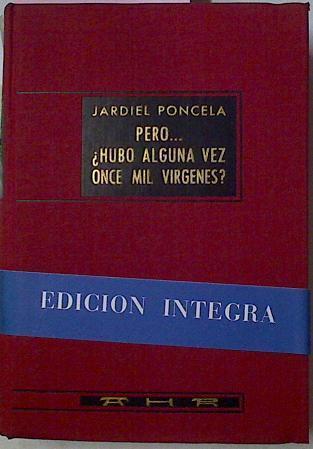 JARDIEL PONCELA
PERO...
¿HUBO ALGUNA VEZ
ONCE MIL VIRGENES?
EDICION INTEGRA
AHR